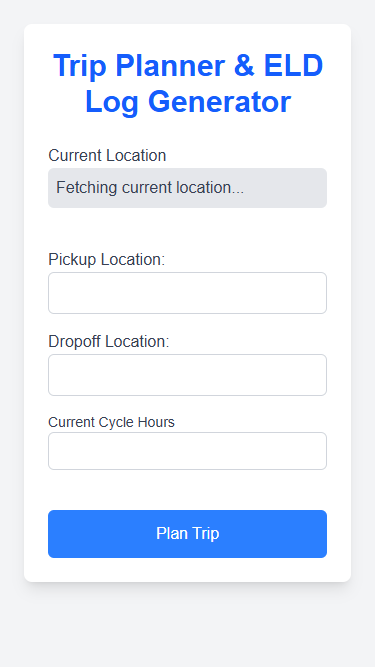 Trip Planner & ELD
Log Generator
Current Location
Fetching current location...
Pickup Location:
Dropoff Location:
Current Cycle Hours
Plan Trip